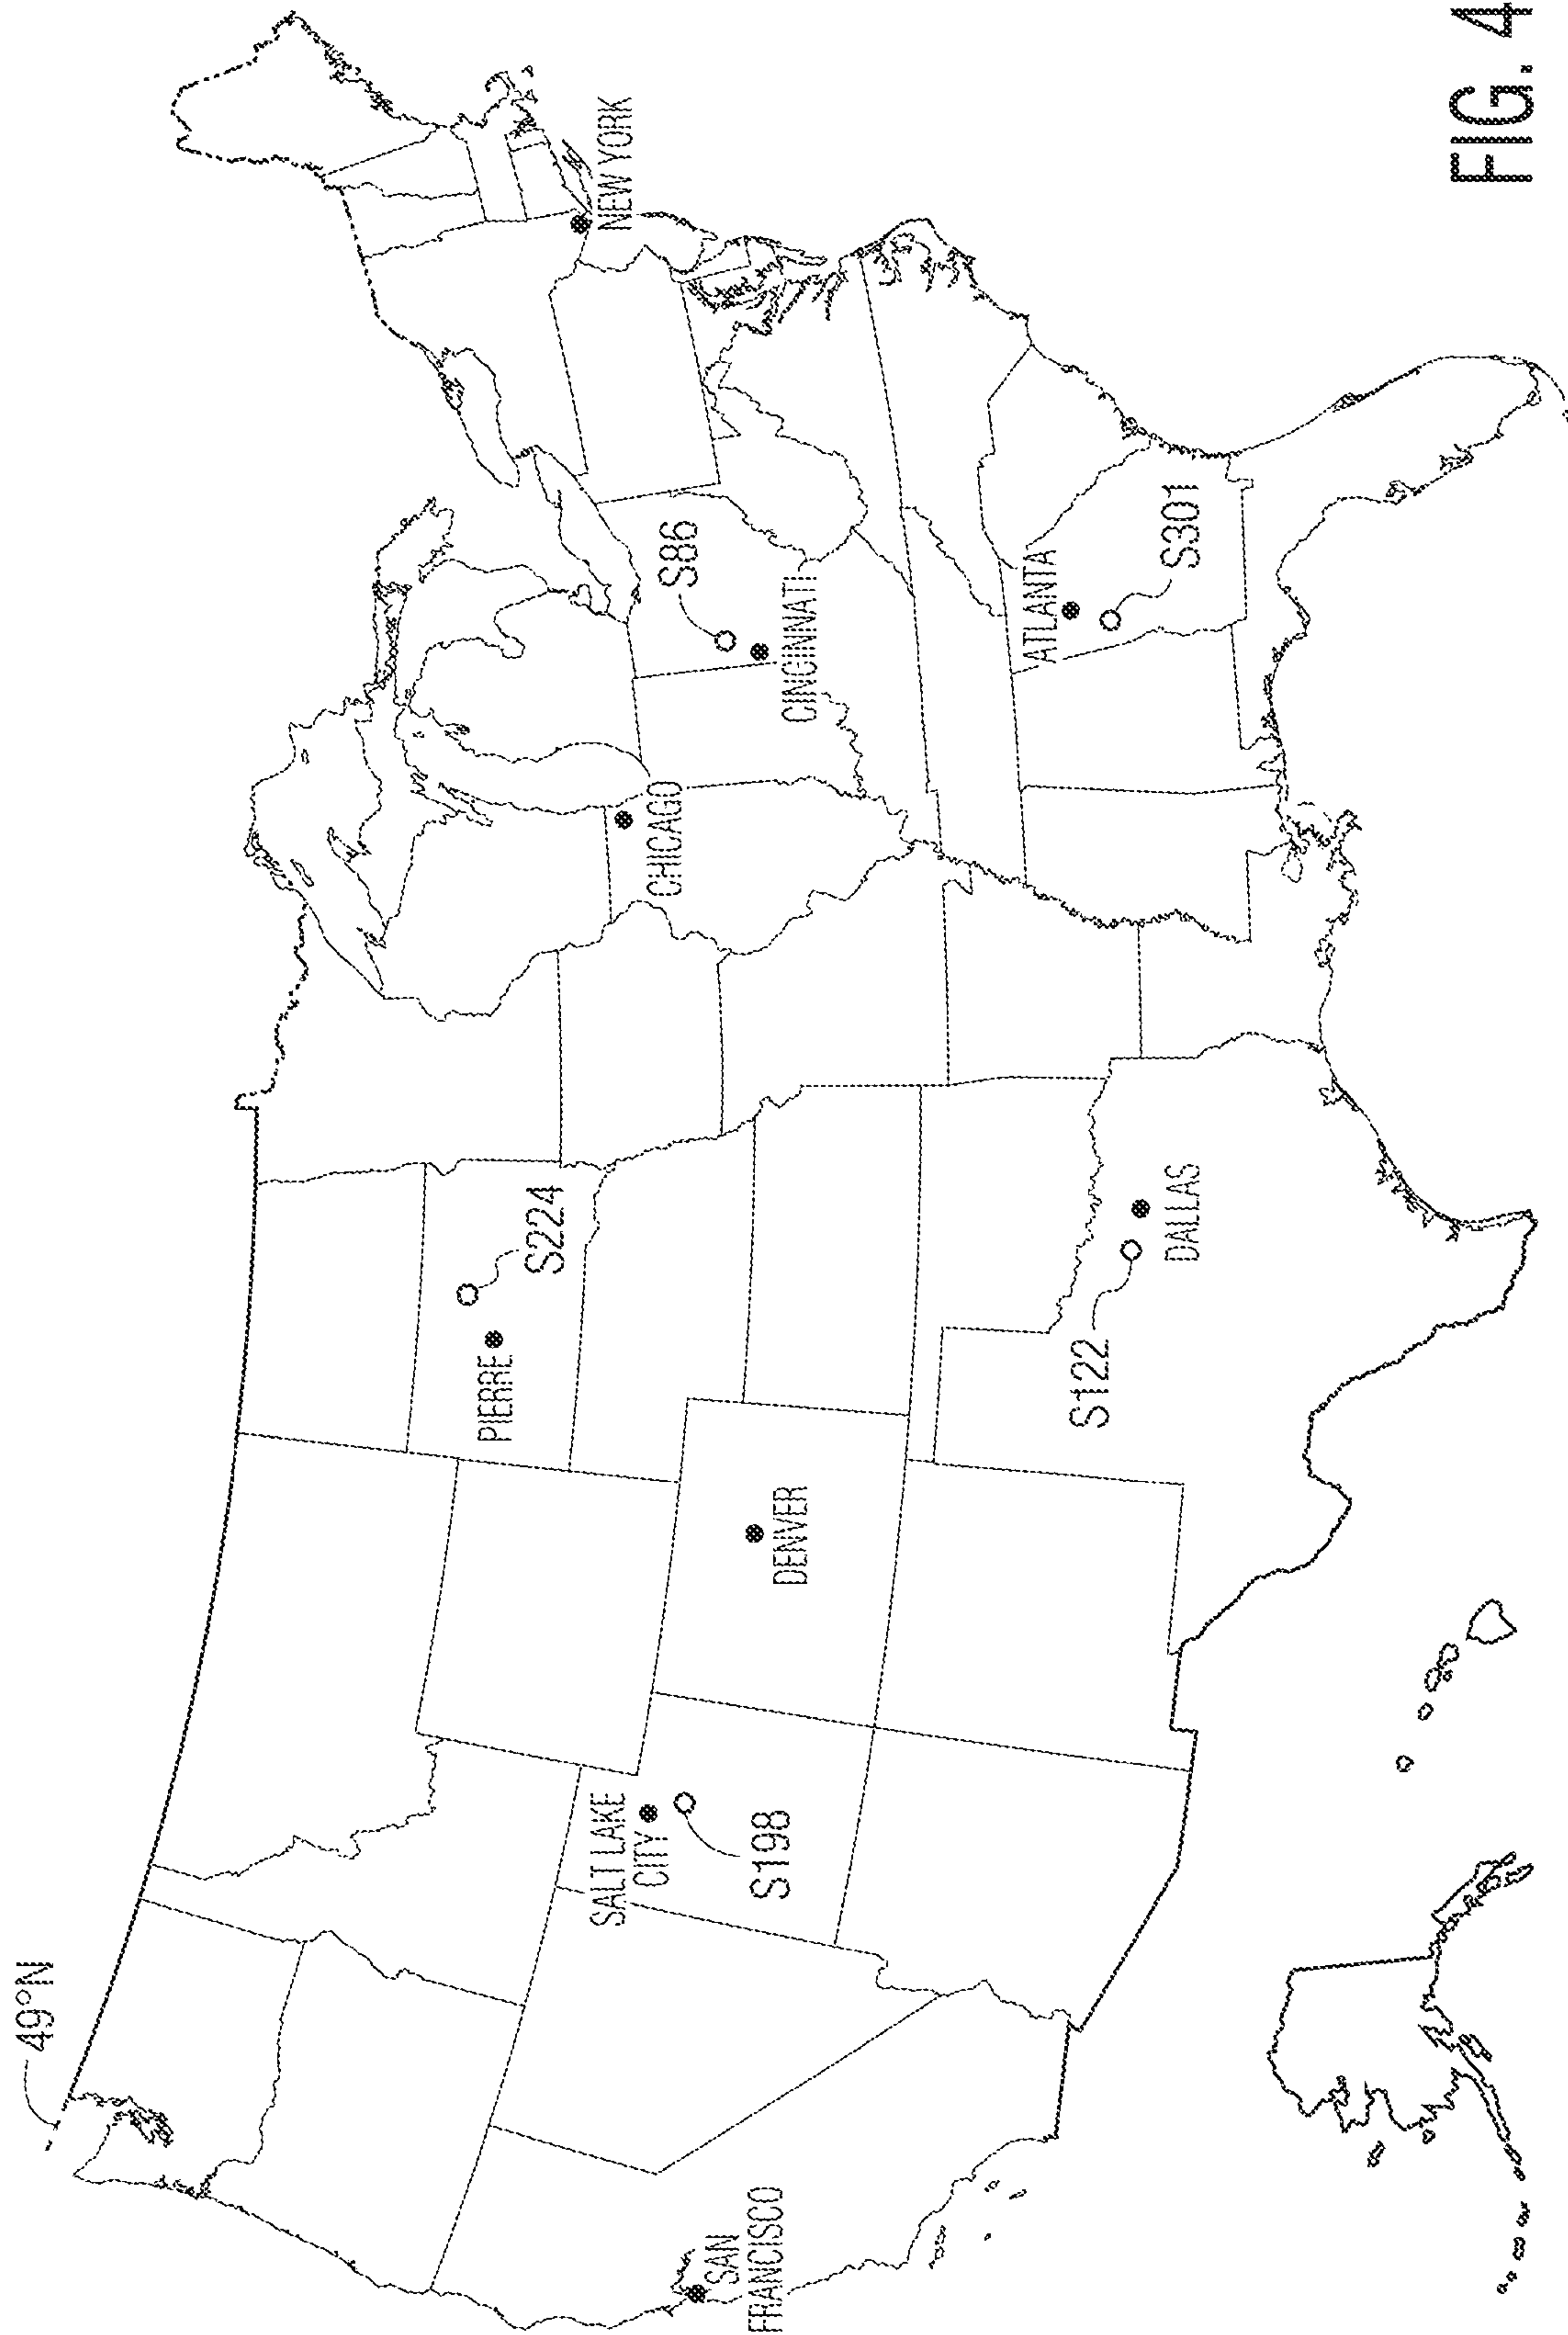 49°N
SAN
FRANCISCO
SALT LAKE
CITY
S198
DENVER
PIERRE
S224
S122
DALLAS
CHICAGO
S86
CINCINNATI
ATLANTA
S301
NEW YORK
FIG. 4